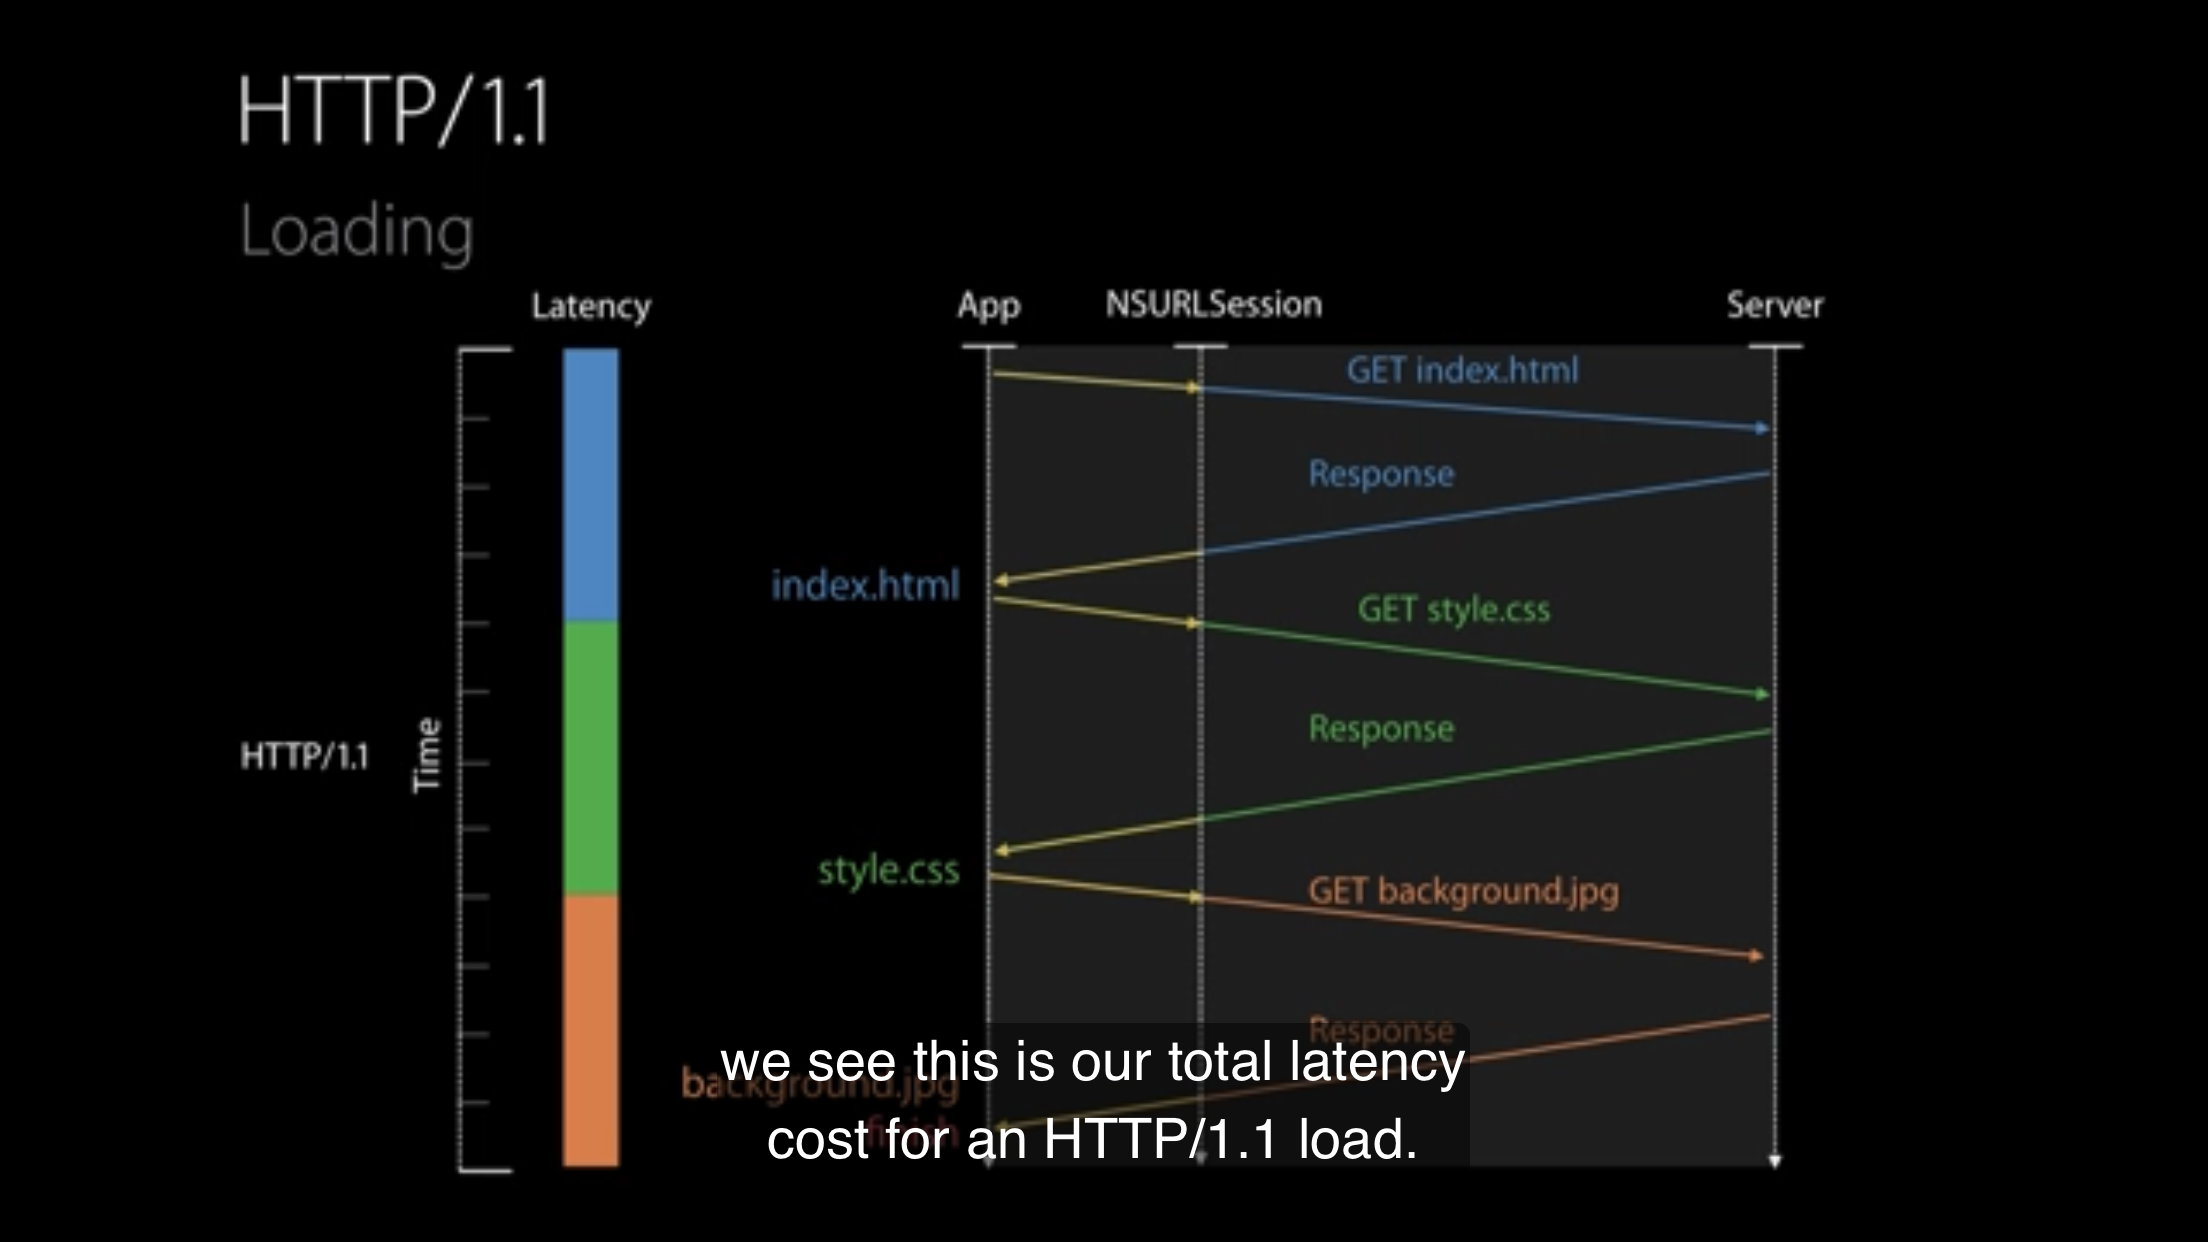 HTTP/1.1
Loading
Latency
App
NSURLSession
Server
GET index.html
Response
index.html
GET style.css
Response
HTTP/1.1
Time
style.css
GET background.jpg
Response
background.jpg
finish
we see this is our total latency
cost for an HTTP/1.1 load.